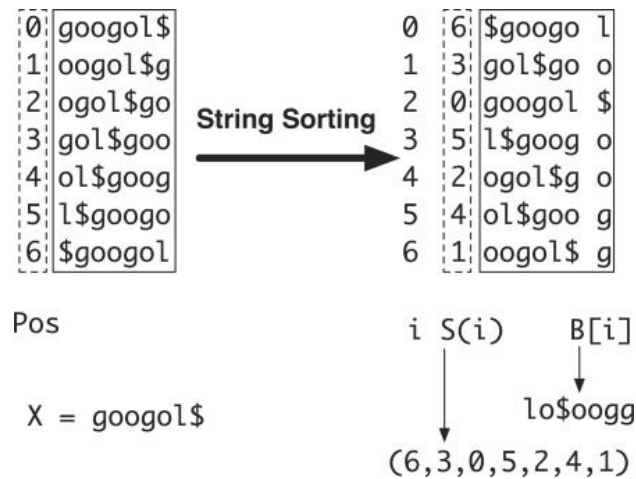 0 googol$ 0 6 $googo l
1 oogol$g 1 3 gol$go o
2 ogol$go 2 0 googol $
String Sorting
3 gol$goo 3 5 l$goog o
4 ol$goog 4 2 ogol$g o
5 l$googo 5 4 ol$goo g
6 $googol 6 1 oogol$ g
Pos i S(i) B[i]
X = googol$ lo$oogg
(6,3,0,5,2,4,1)